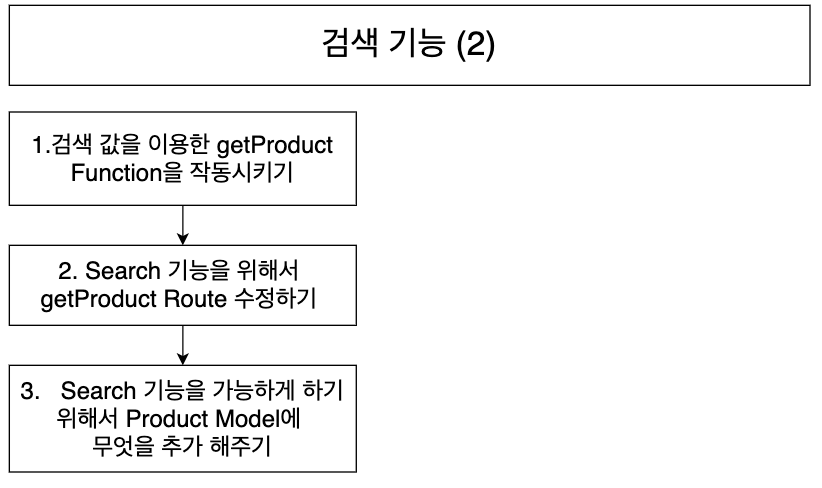 검색 기능 (2)
1.검색 값을 이용한 getProduct
Function을 작동시키기
2. Search 기능을 위해서
getProduct Route 수정하기
3. Search 기능을 가능하게 하기
위해서 Product Model에
무엇을 추가 해주기